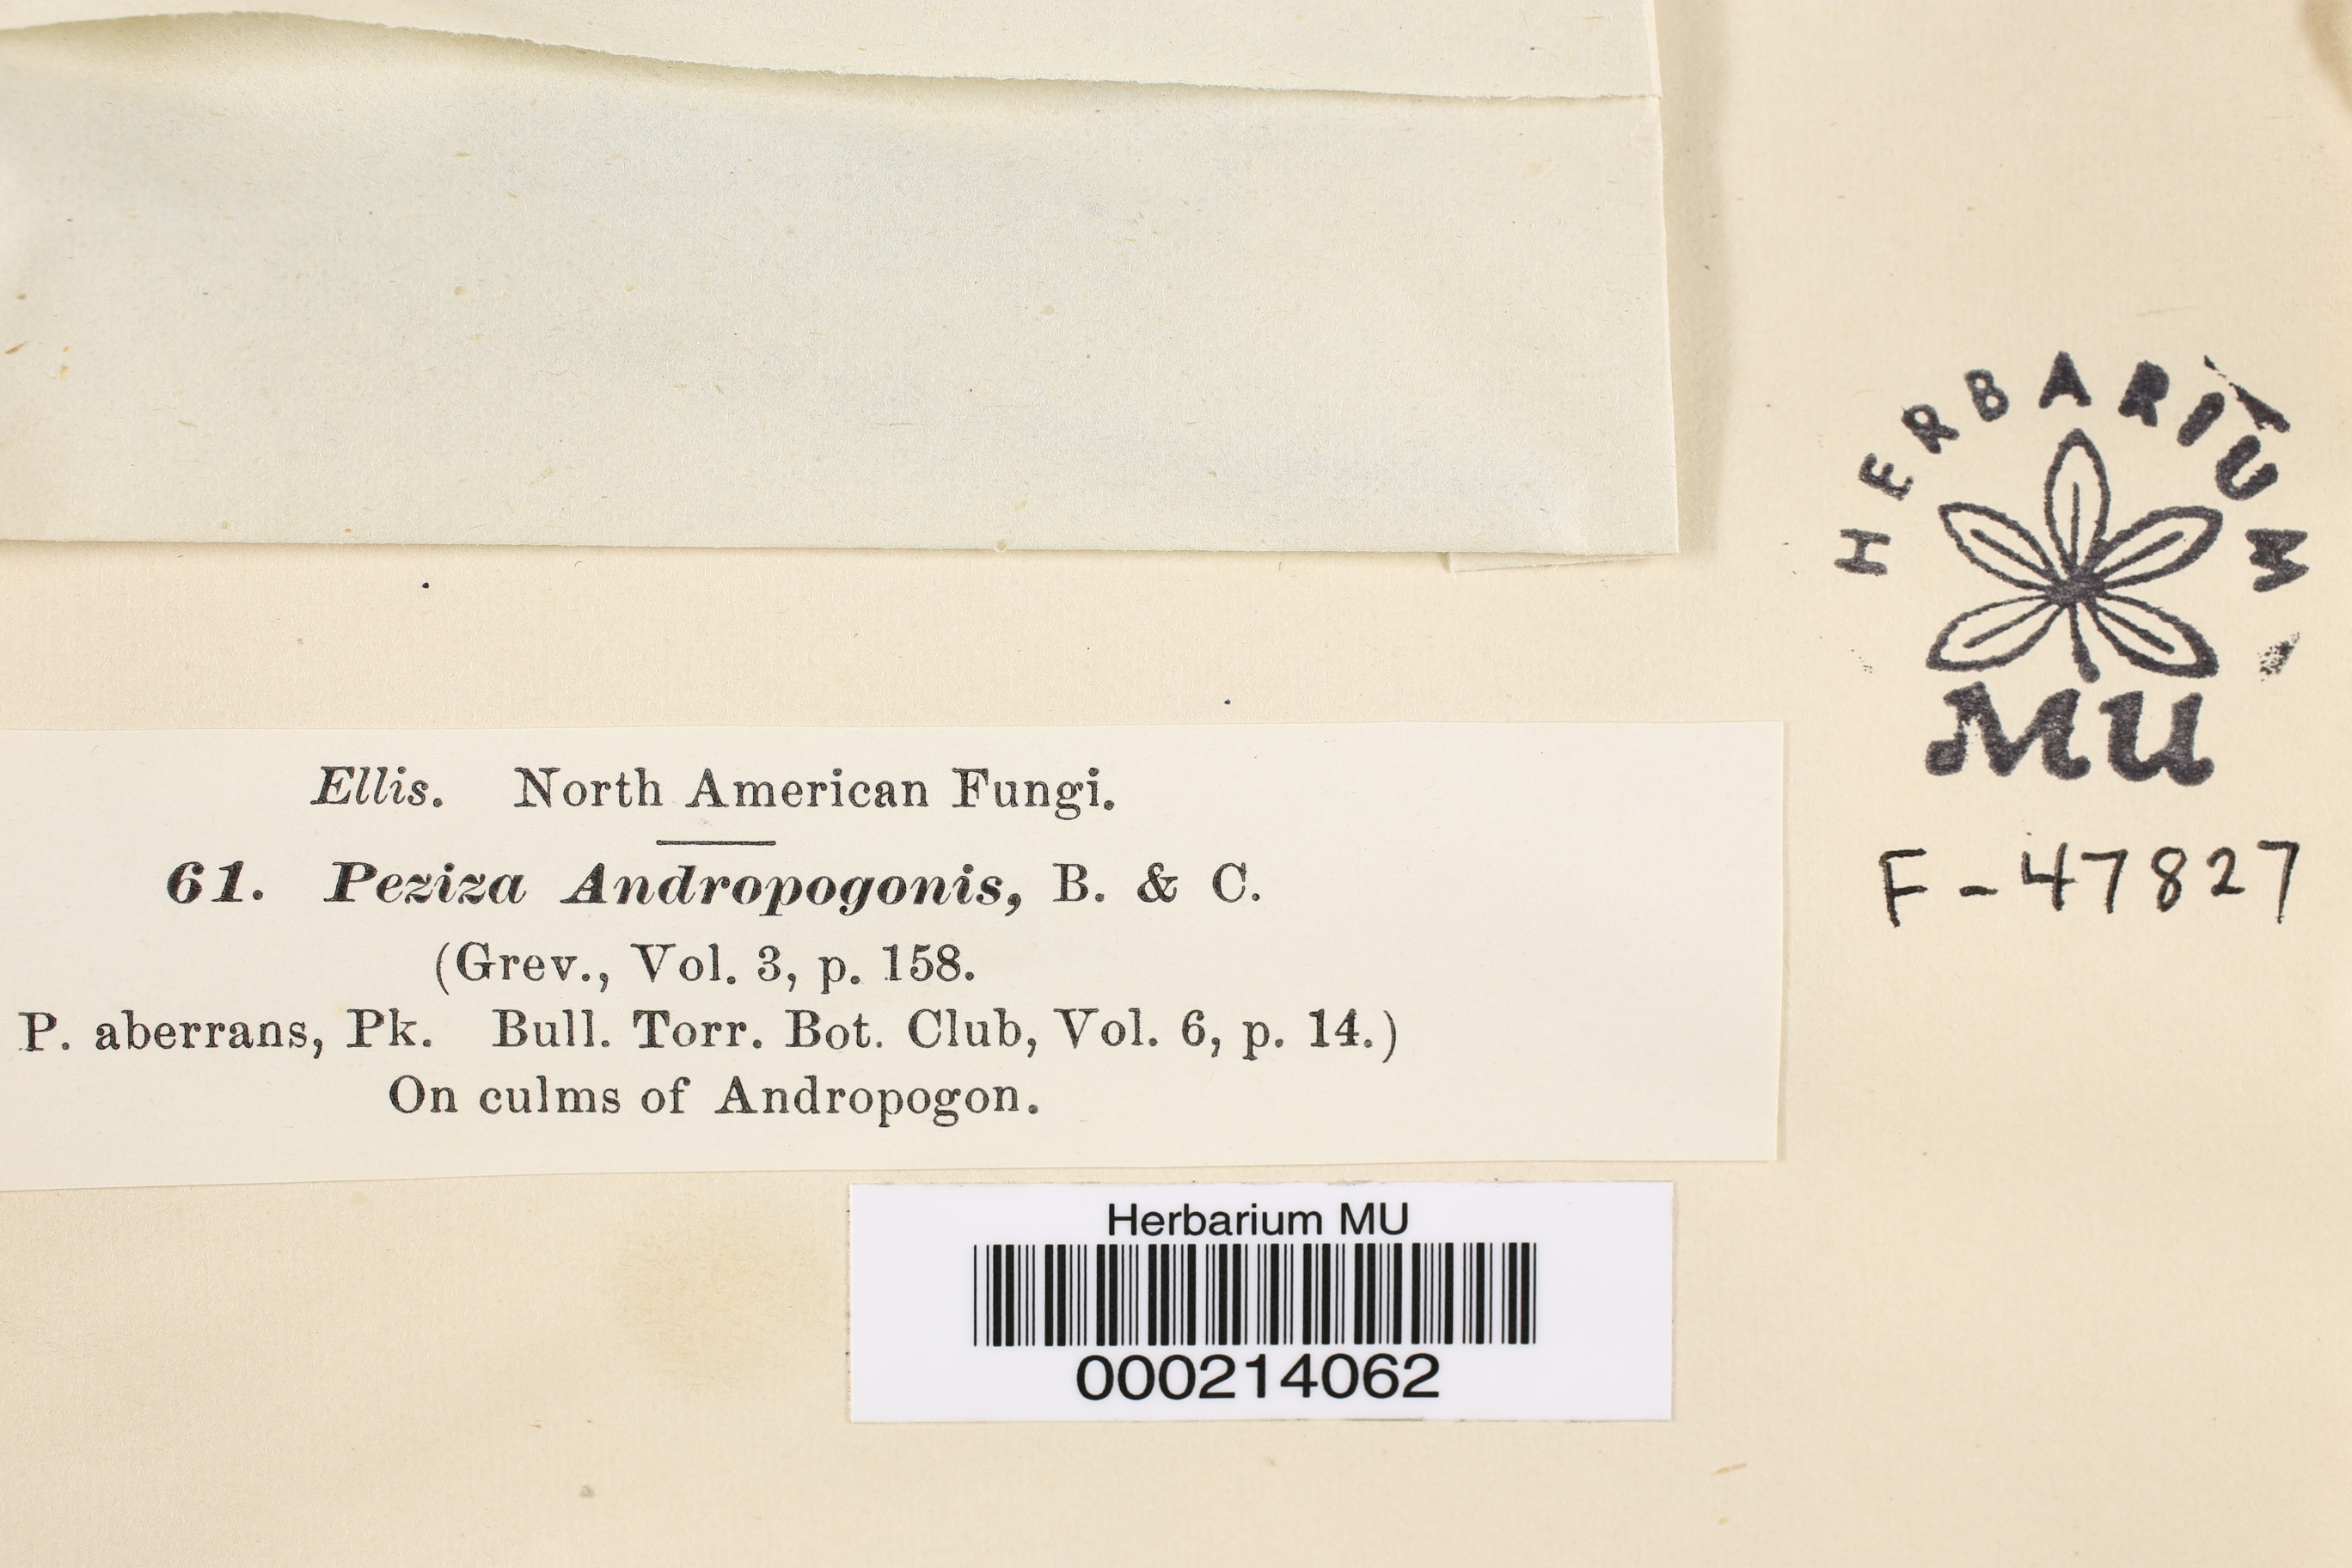 HERBARIUM
MU
F-47827
Ellis. North American Fungi.
61. Peziza Andropogonis, B. & C.
(Grev., Vol. 3, p. 158.
P. aberrans, Pk. Bull. Torr. Bot. Club, Vol. 6, p. 14.)
On culms of Andropogon.
Herbarium MU
000214062